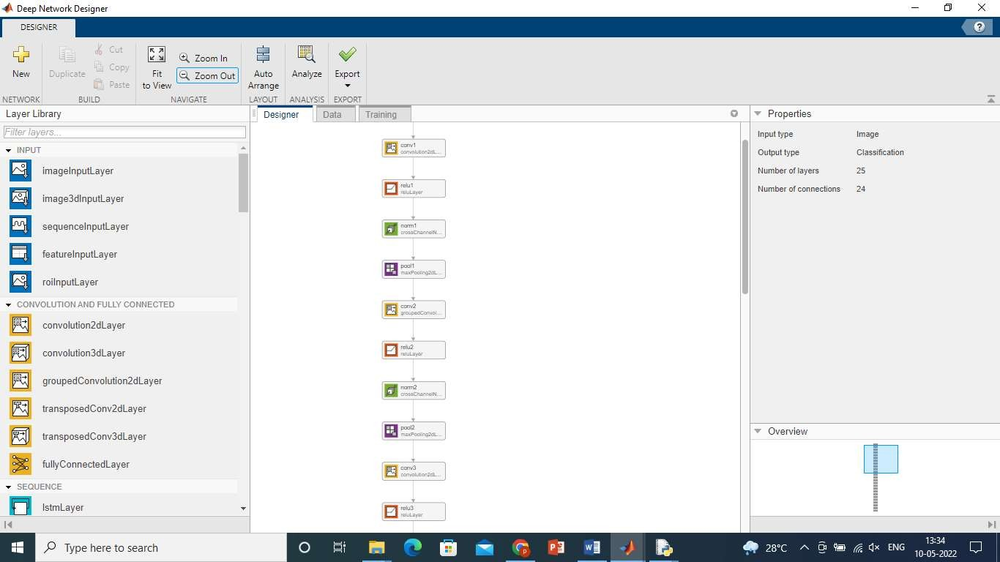 Deep Network Designer
DESIGNER
New
Duplicate
Cut
Copy
Paste
Fit
to View
Zoom In
Zoom Out
Auto
Arrange
Analyze
Export
NETWORK
BUILD
NAVIGATE
LAYOUT
ANALYSIS
EXPORT
Layer Library
Filter layers...
INPUT
imageInputLayer
image3dInputLayer
sequenceInputLayer
featureInputLayer
roiInputLayer
CONVOLUTION AND FULLY CONNECTED
convolution2dLayer
convolution3dLayer
groupedConvolution2dLayer
transposedConv2dLayer
transposedConv3dLayer
fullyConnectedLayer
SEQUENCE
lstmLayer
Designer
Data
Training
conv1
convolution2dL...
relu1
reluLayer
norm1
crossChannelN...
pool1
maxPooling2dL...
conv2
groupedConvol...
relu2
reluLayer
norm2
crossChannelN...
pool2
maxPooling2dL...
conv3
convolution2dL...
relu3
reluLayer
Properties
Input type Image
Output type Classification
Number of layers 25
Number of connections 24
Overview
Type here to search
28°C
ENG
13:34
10-05-2022